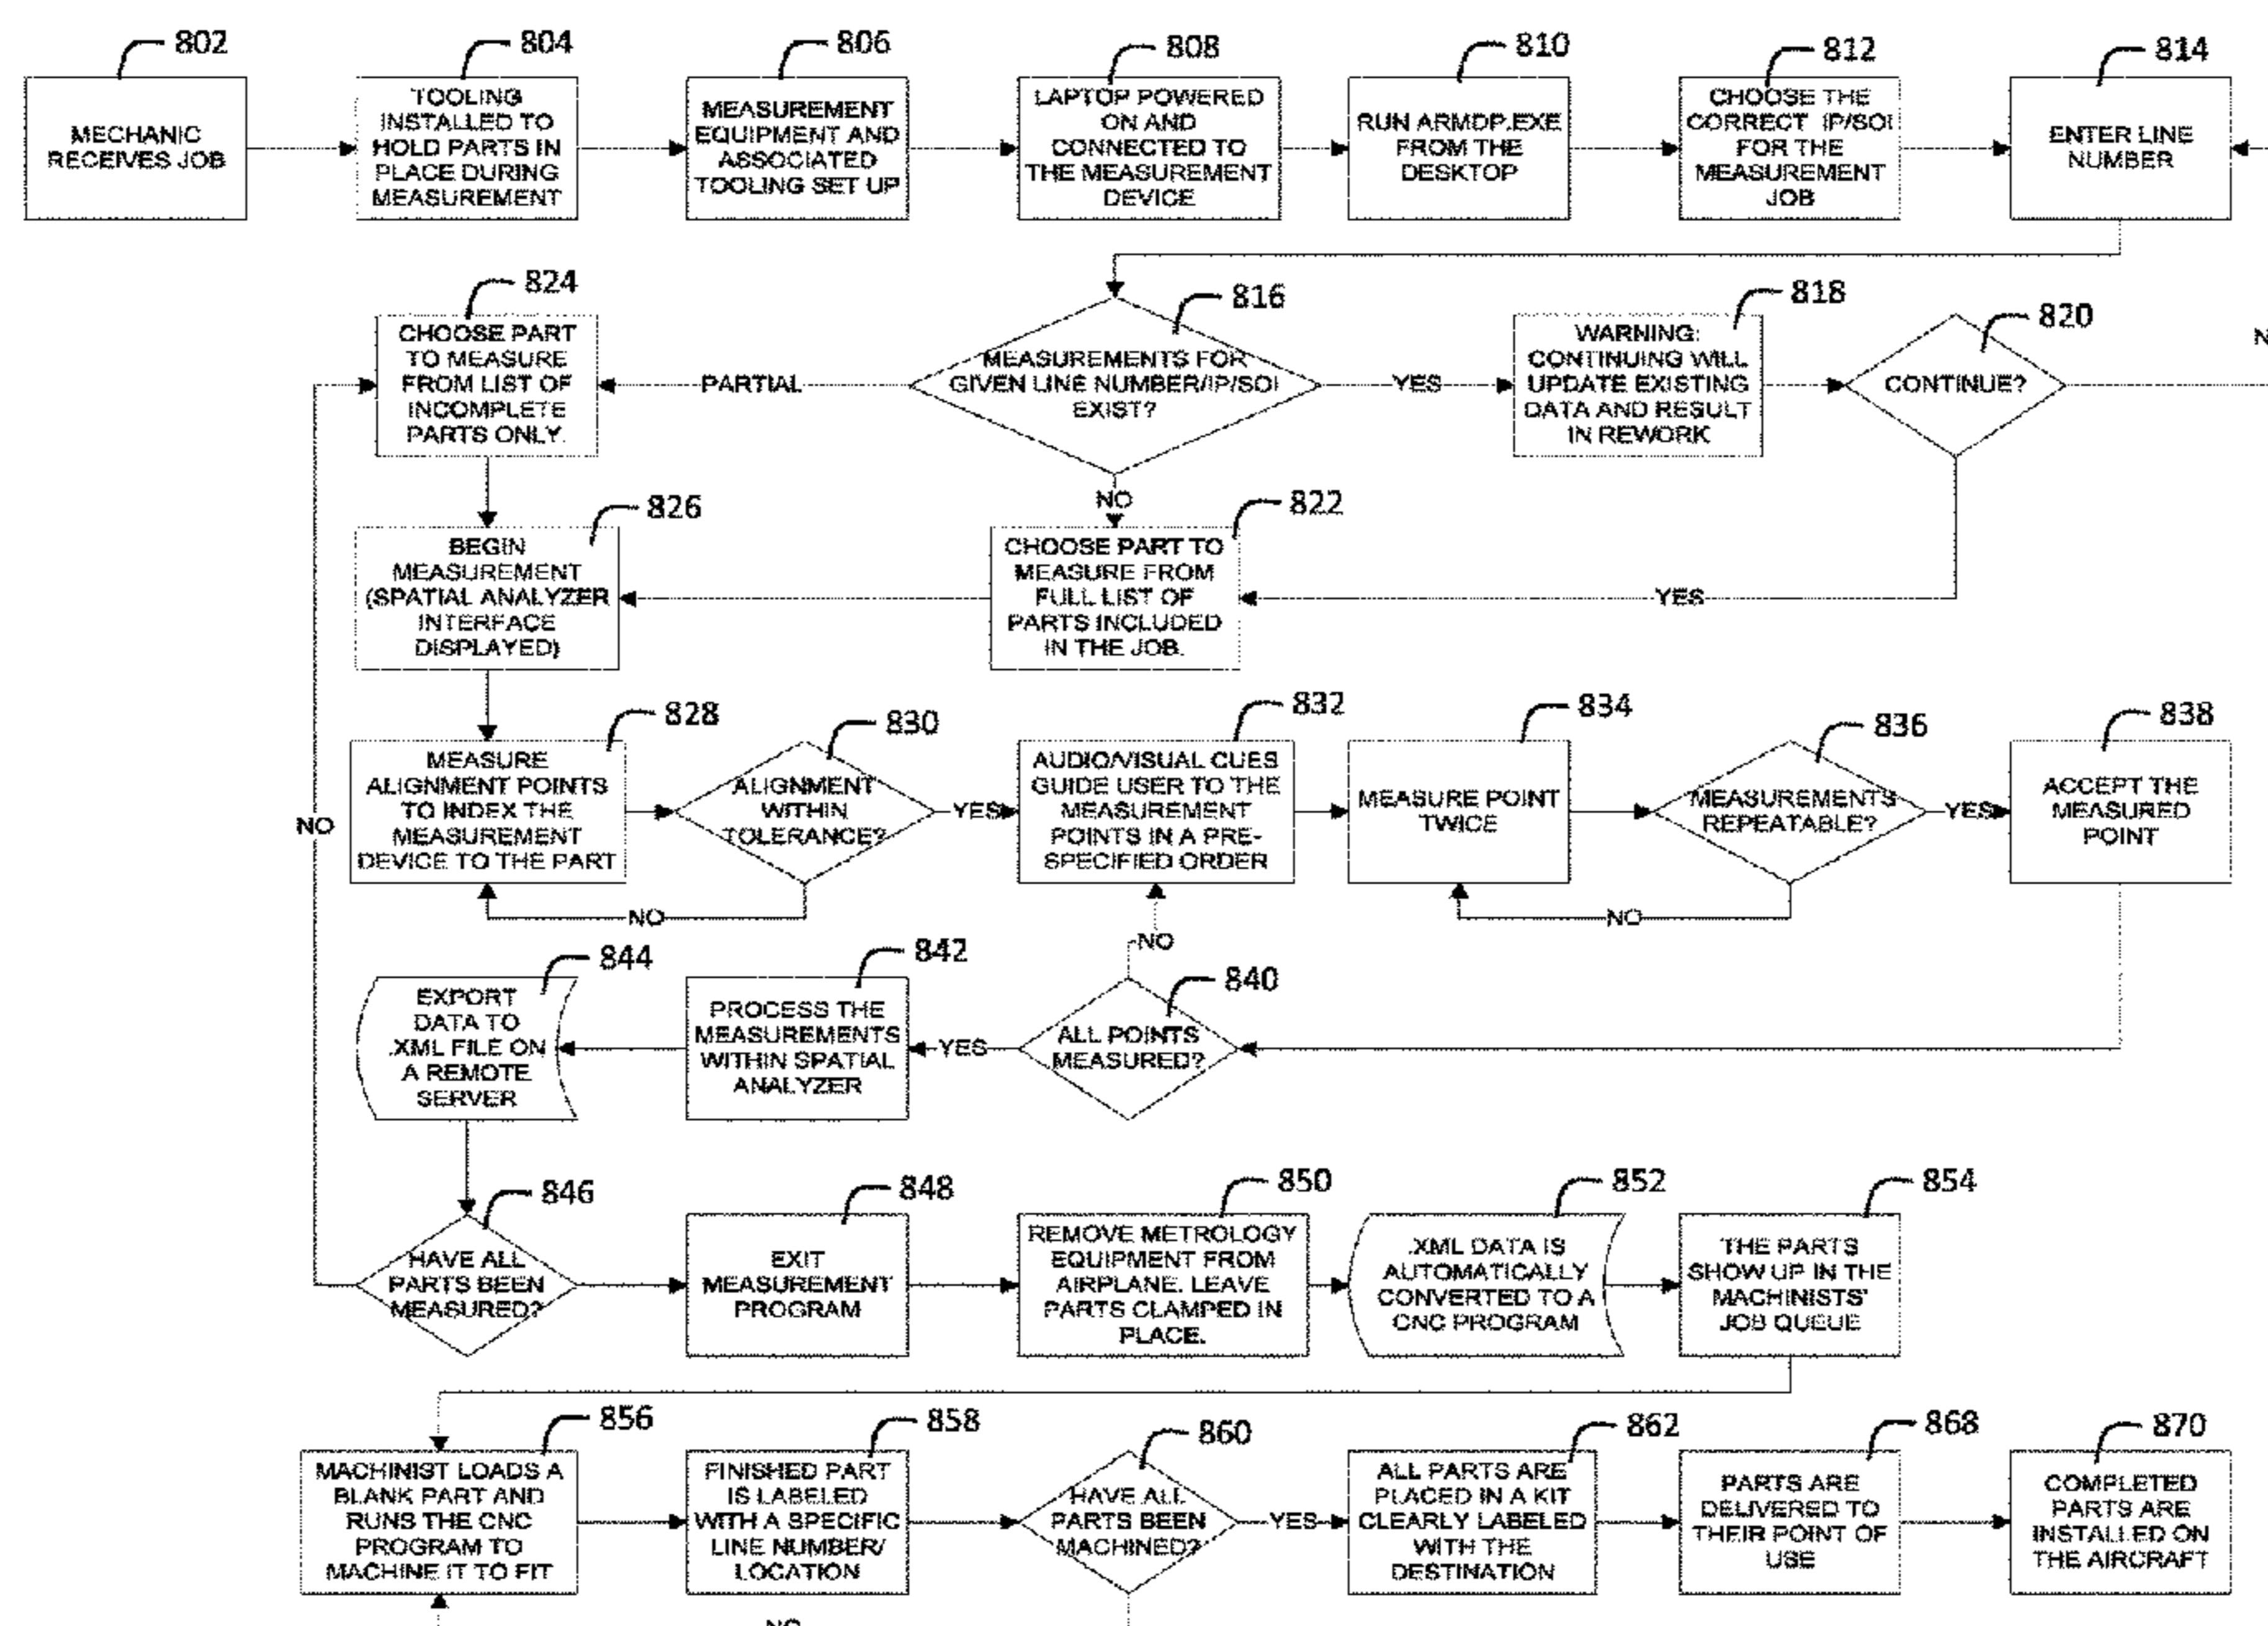 802
MECHANIC
RECEIVES JOB
804
TOOLING
INSTALLED TO
HOLD PARTS IN
PLACE DURING
MEASUREMENT
806
MEASUREMENT
EQUIPMENT AND
ASSOCIATED
TOOLING SET UP
808
LAPTOP POWERED
ON AND
CONNECTED TO
THE MEASUREMENT
DEVICE
810
RUN ARMDP.EXE
FROM THE
DESKTOP
812
CHOOSE THE
CORRECT IP/SOI
FOR THE
MEASUREMENT
JOB
814
ENTER LINE
NUMBER
824
CHOOSE PART
TO MEASURE
FROM LIST OF
INCOMPLETE
PARTS ONLY.
PARTIAL
816
MEASUREMENTS FOR
GIVEN LINE NUMBER/IP/SOI
EXIST?
YES
818
WARNING:
CONTINUING WILL
UPDATE EXISTING
DATA AND RESULT
IN REWORK
820
CONTINUE?
NO
826
BEGIN
MEASUREMENT
(SPATIAL ANALYZER
INTERFACE
DISPLAYED)
822
CHOOSE PART TO
MEASURE FROM
FULL LIST OF
PARTS INCLUDED
IN THE JOB.
YES
NO
828
MEASURE
ALIGNMENT POINTS
TO INDEX THE
MEASUREMENT
DEVICE TO THE PART
830
ALIGNMENT
WITHIN
TOLERANCE?
YES
NO
832
AUDIO/VISUAL CUES
GUIDE USER TO THE
MEASUREMENT
POINTS IN A PRE-
SPECIFIED ORDER
834
MEASURE POINT
TWICE
836
MEASUREMENTS
REPEATABLE?
YES
NO
838
ACCEPT THE
MEASURED
POINT
844
EXPORT
DATA TO
.XML FILE ON
A REMOTE
SERVER
842
PROCESS THE
MEASUREMENTS
WITHIN SPATIAL
ANALYZER
YES
NO
840
ALL POINTS
MEASURED?
846
HAVE ALL
PARTS BEEN
MEASURED?
848
EXIT
MEASUREMENT
PROGRAM
850
REMOVE METROLOGY
EQUIPMENT FROM
AIRPLANE. LEAVE
PARTS CLAMPED IN
PLACE.
852
.XML DATA IS
AUTOMATICALLY
CONVERTED TO A
CNC PROGRAM
854
THE PARTS
SHOW UP IN THE
MACHINISTS'
JOB QUEUE
856
MACHINIST LOADS A
BLANK PART AND
RUNS THE CNC
PROGRAM TO
MACHINE IT TO FIT
858
FINISHED PART
IS LABELED
WITH A SPECIFIC
LINE NUMBER/
LOCATION
860
HAVE ALL
PARTS BEEN
MACHINED?
YES
862
ALL PARTS ARE
PLACED IN A KIT
CLEARLY LABELED
WITH THE
DESTINATION
868
PARTS ARE
DELIVERED TO
THEIR POINT OF
USE
870
COMPLETED
PARTS ARE
INSTALLED ON
THE AIRCRAFT